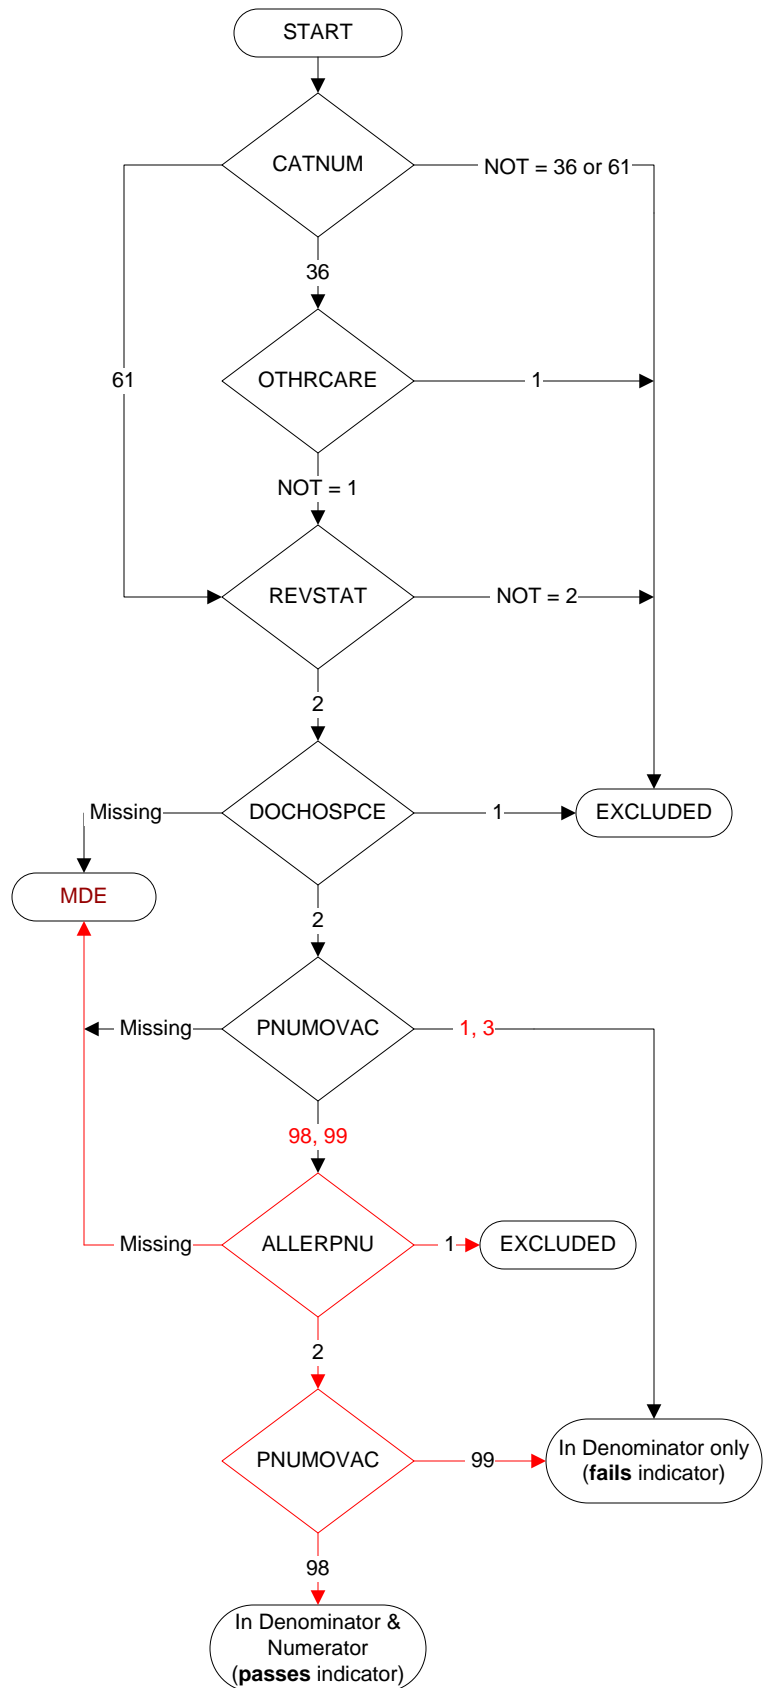 START
CATNUM
NOT = 36 or 61
36
61
OTHRCARE
1
NOT = 1
REVSTAT
NOT = 2
2
Missing
DOCHOSPCE
1
EXCLUDED
MDE
2
Missing
PNUMOVAC
1, 3
98, 99
Missing
ALLERPNU
1
EXCLUDED
2
PNUMOVAC
99
In Denominator only
(fails indicator)
98
In Denominator &
Numerator
(passes indicator)